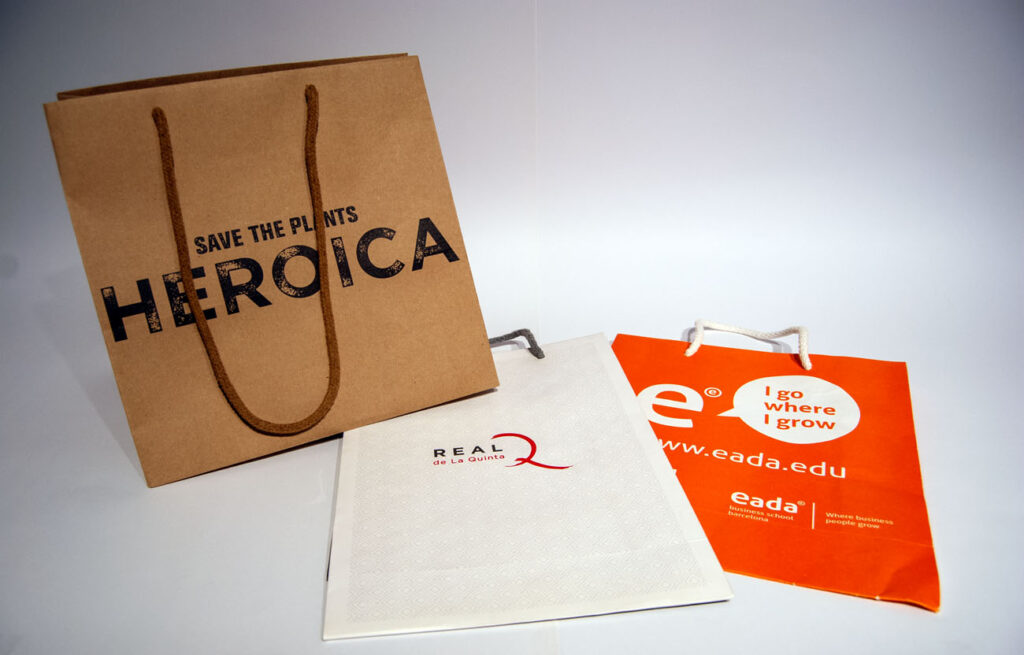 SAVE THE PLANTS
HEROICA
REAL
de La Quinta
e
I go
where
I grow
www.eada.edu
eada
business school
barcelona
Where business
people grow